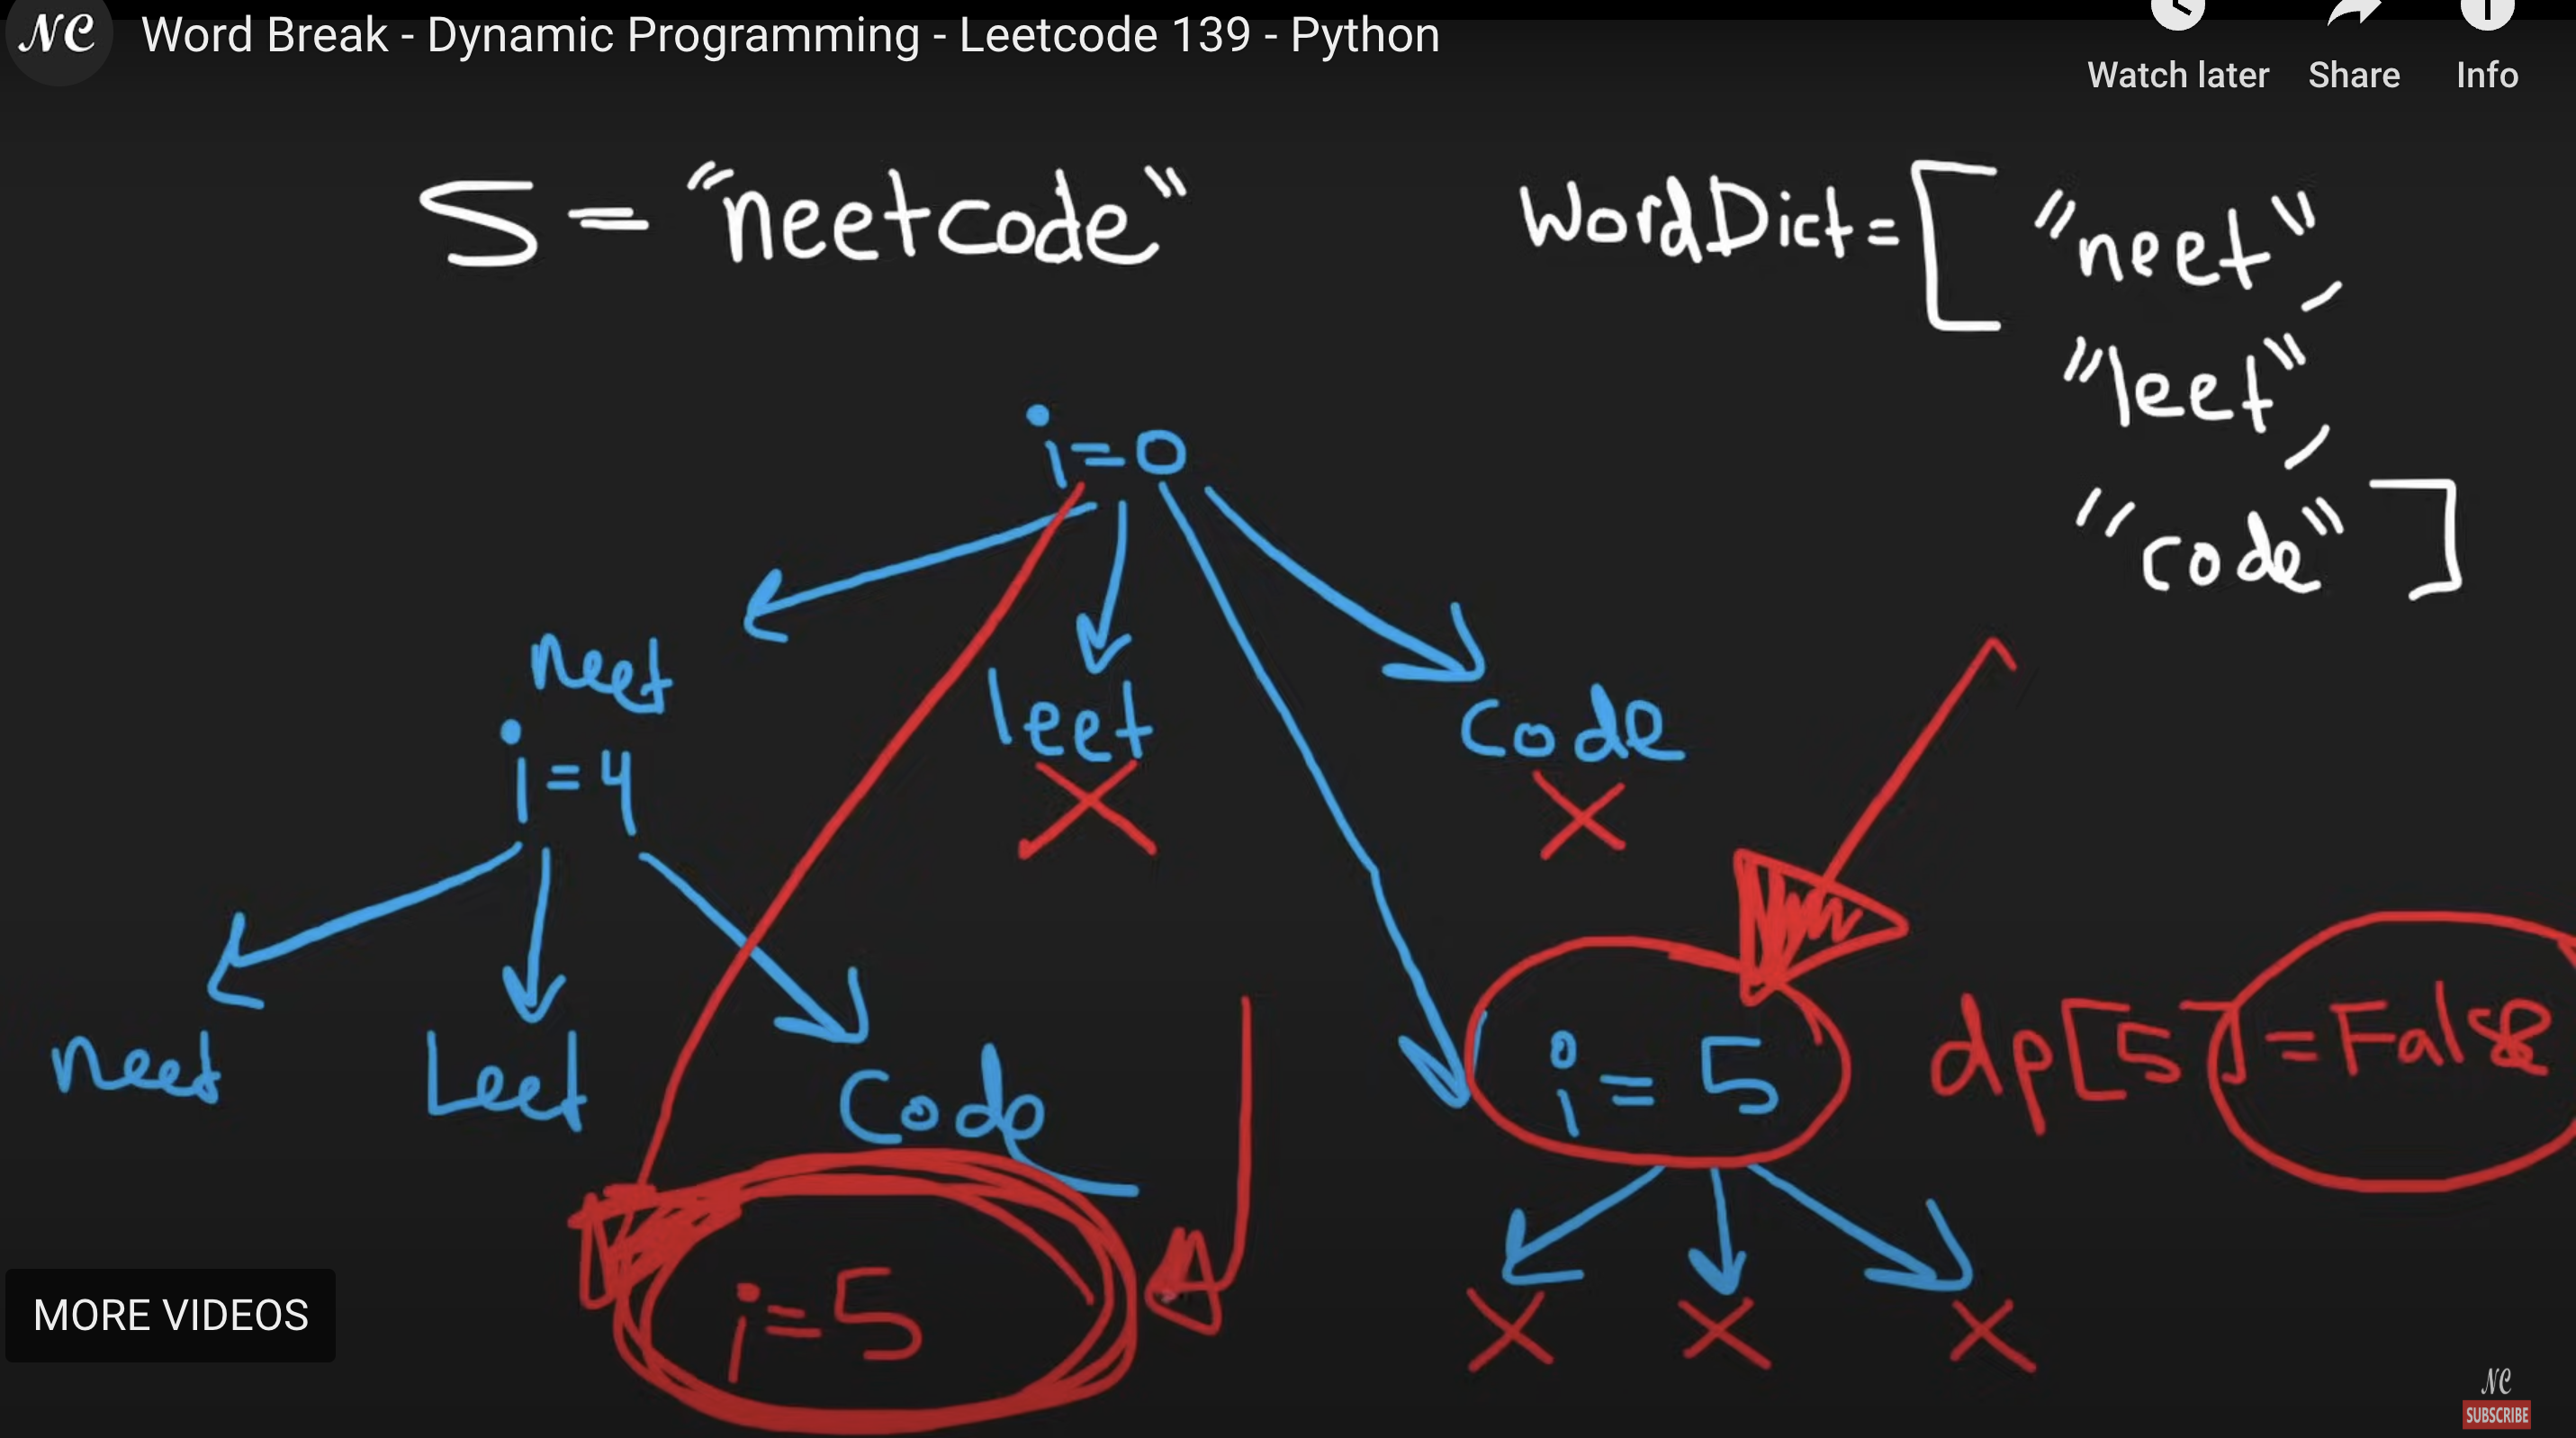 NC Word Break - Dynamic Programming - Leetcode 139 - Python
Watch later Share Info
S = "neetcode"
WordDict = [ "neet",
"leet",
"code" ]
i=0
neet
leet
code
i=4
neet
Leet
Code
i=5
i = 5
dp[5]=False
MORE VIDEOS
NC
SUBSCRIBE